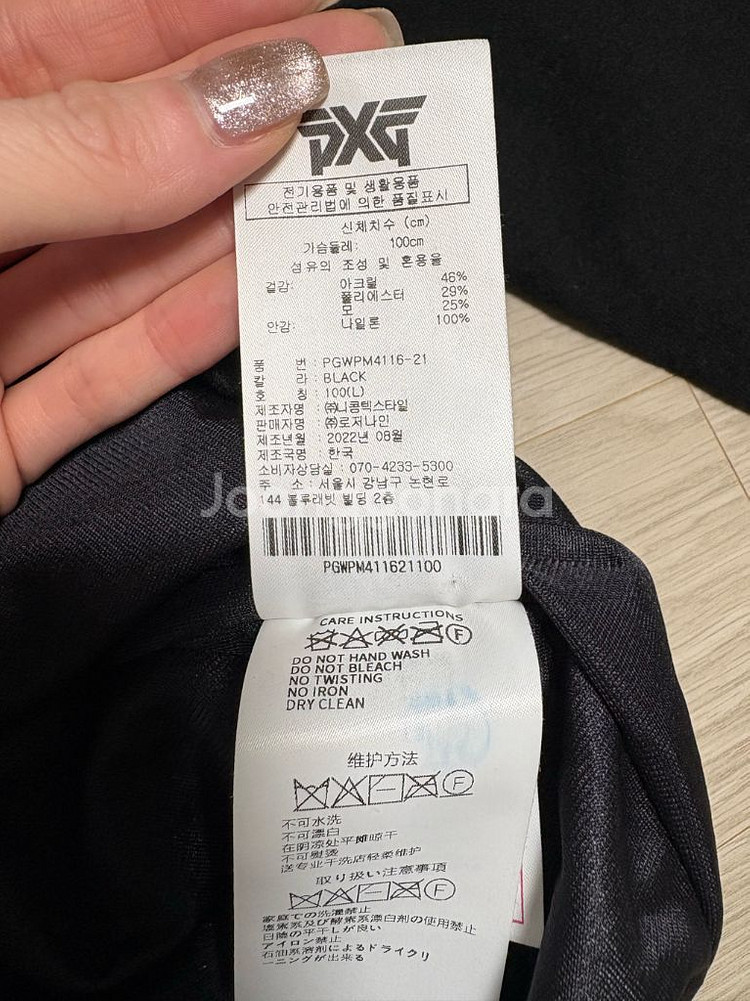 PXG
전기용품 및 생활용품
안전관리법에 의한 품질표시
신체치수 (cm)
가슴둘레: 100cm
섬유의 조성 및 혼용율
겉감: 아크릴 46%
폴리에스터 29%
모 25%
안감: 나일론 100%
품 번 : PGWPM4116-21
칼 라 : BLACK
호 칭 : 100(L)
제조자명 : ㈜니콤텍스타일
판매자명 : ㈜로저나인
제조년월 : 2022년 08월
제조국명 : 한국
소비자상담실 : 070-4233-5300
주 소 : 서울시 강남구 논현로
144 블루래빗 빌딩 2층
PGWPM411621100
CARE INSTRUCTIONS
F
DO NOT HAND WASH
DO NOT BLEACH
NO TWISTING
NO IRON
DRY CLEAN
维护方法
F
不可水洗
不可漂白
在阴凉处平摊晾干
不可熨烫
送专业干洗店轻柔维护
取り扱い注意事項
F
家庭での洗濯禁止
塩素系及び酵素系漂白剤の使用禁止
日陰の平干しが良い
アイロン禁止
石油系溶剤によるドライクリ
ーニングが出来る